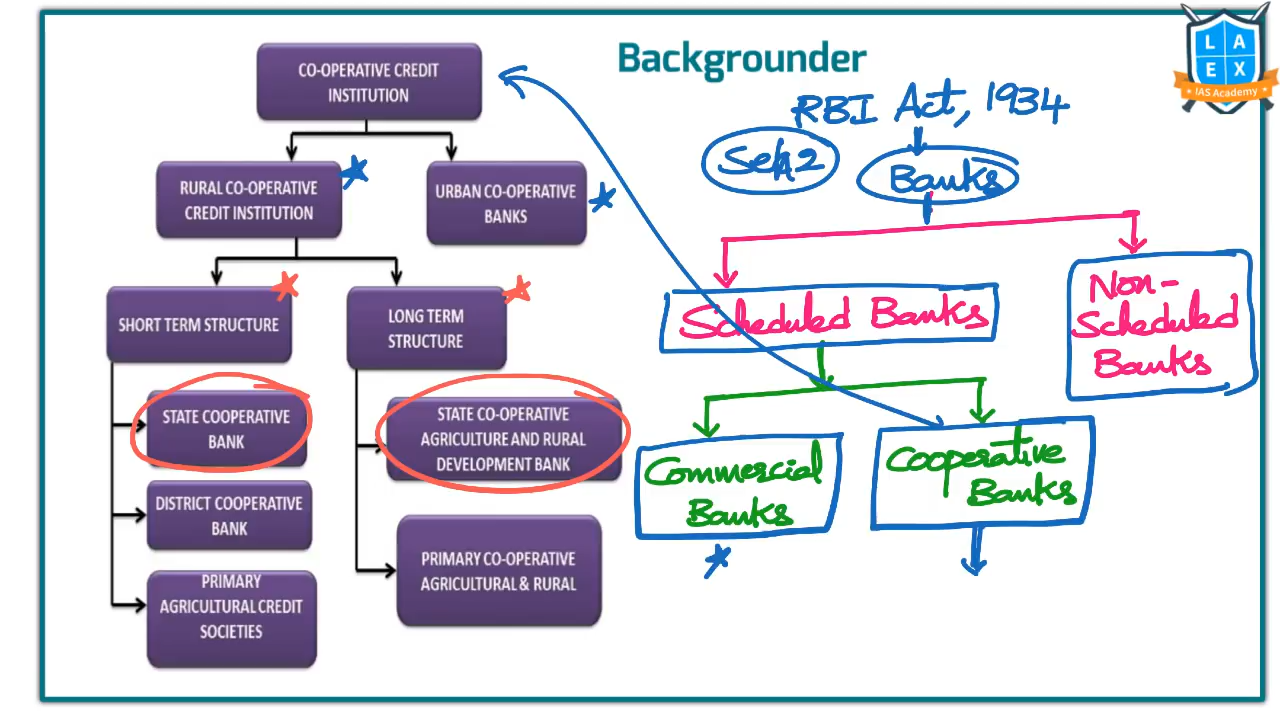 Backgrounder
L A
E X
IAS Academy
CO-OPERATIVE CREDIT
INSTITUTION
RURAL CO-OPERATIVE
CREDIT INSTITUTION
URBAN CO-OPERATIVE
BANKS
SHORT TERM STRUCTURE
LONG TERM
STRUCTURE
STATE COOPERATIVE
BANK
STATE CO-OPERATIVE
AGRICULTURE AND RURAL
DEVELOPMENT BANK
DISTRICT COOPERATIVE
BANK
PRIMARY CO-OPERATIVE
AGRICULTURAL & RURAL
PRIMARY
AGRICULTURAL CREDIT
SOCIETIES
RBI Act, 1934
Banks
Scheduled Banks
Non-
Scheduled
Banks
Commercial
Banks
Cooperative
Banks